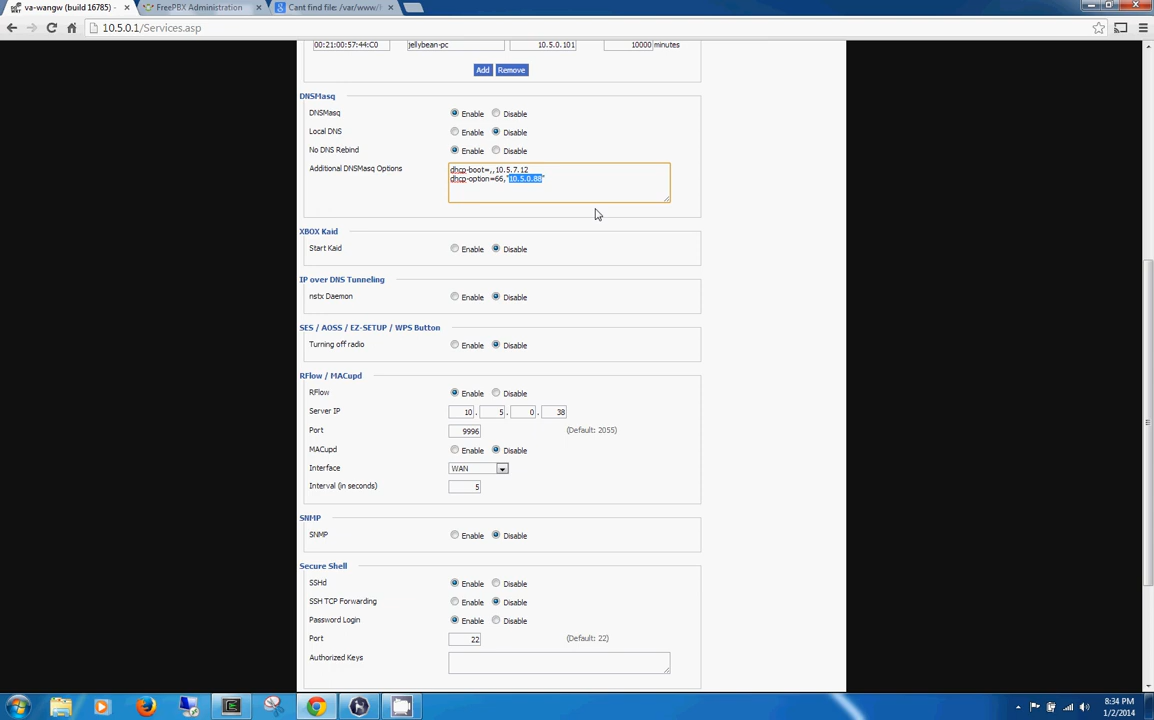 va-wangw (build 16785) -
FreePBX Administration
Cant find file: /var/www/h
10.5.0.1/Services.asp
00:21:00:57:44:C0 jellybean-pc 10.5.0.101 10000 minutes
Add Remove
DNSMasq
DNSMasq Enable Disable
Local DNS Enable Disable
No DNS Rebind Enable Disable
Additional DNSMasq Options
dhcp-boot=,,10.5.7.12
dhcp-option=66,"10.5.0.88"
XBOX Kaid
Start Kaid Enable Disable
IP over DNS Tunneling
nstx Daemon Enable Disable
SES / AOSS / EZ-SETUP / WPS Button
Turning off radio Enable Disable
RFlow / MACupd
RFlow Enable Disable
Server IP 10 . 5 . 0 . 38
Port 9996 (Default: 2055)
MACupd Enable Disable
Interface WAN
Interval (in seconds) 5
SNMP
SNMP Enable Disable
Secure Shell
SSHd Enable Disable
SSH TCP Forwarding Enable Disable
Password Login Enable Disable
Port 22 (Default: 22)
Authorized Keys
8:34 PM
1/2/2014